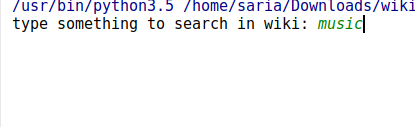 /usr/bin/python3.5 /home/saria/Downloads/wiki
type something to search in wiki: music